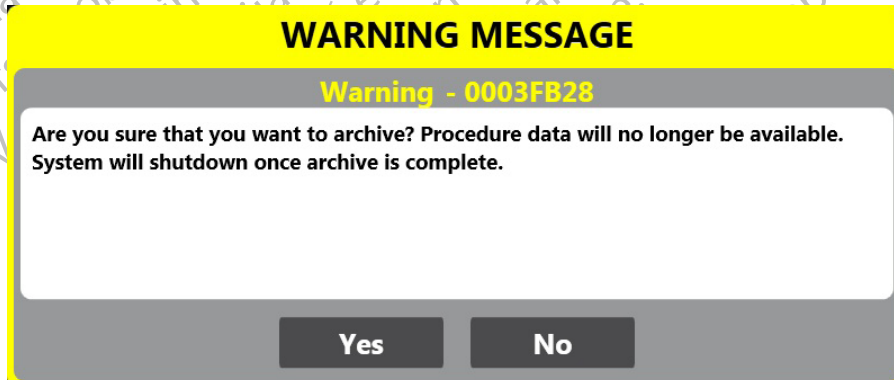 WARNING MESSAGE
Warning - 0003FB28
Are you sure that you want to archive? Procedure data will no longer be available.
System will shutdown once archive is complete.
Yes
No